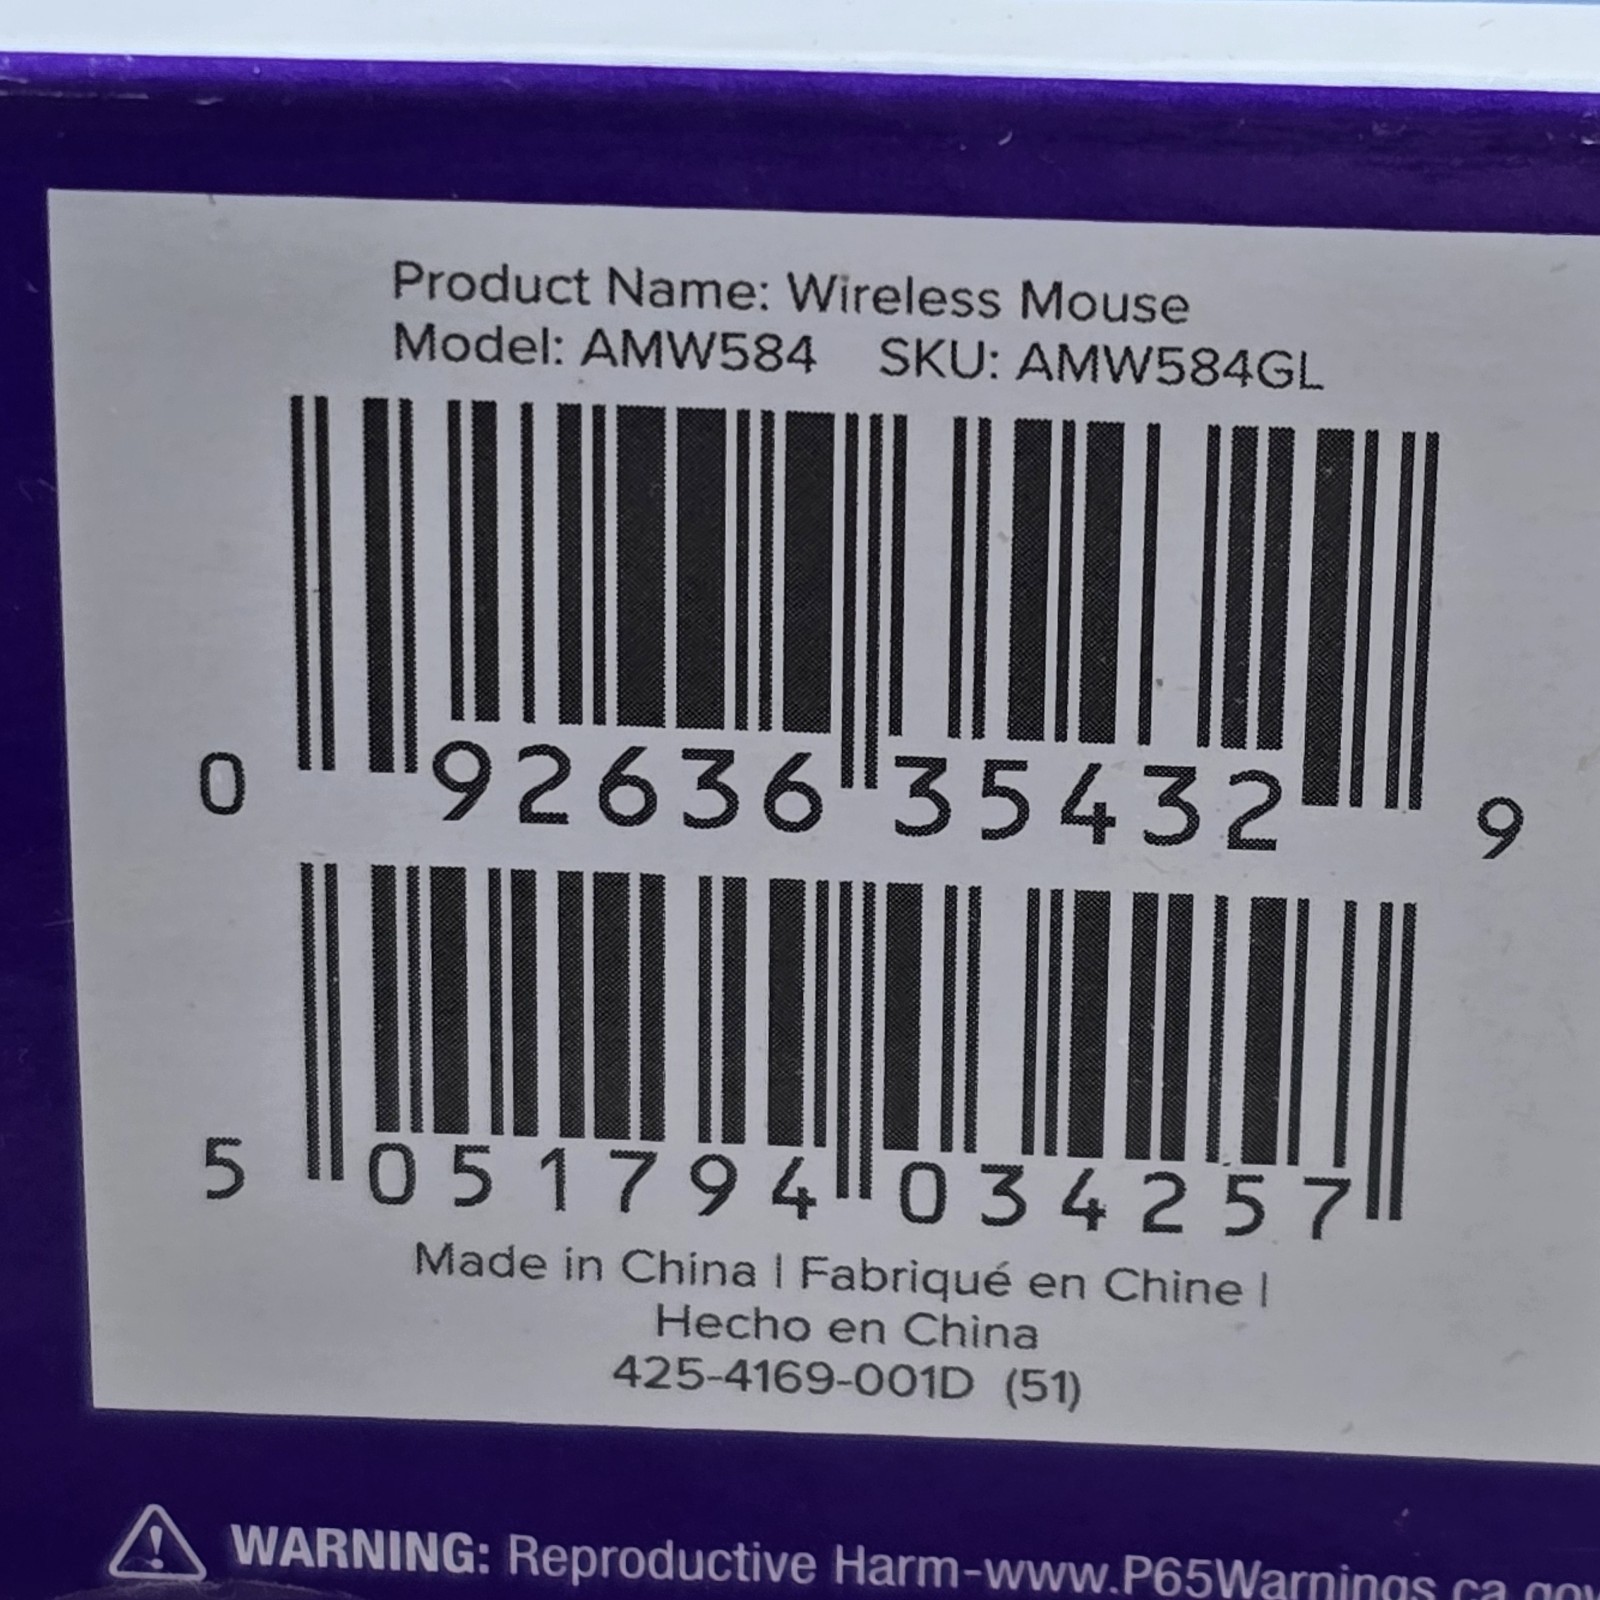 Product Name: Wireless Mouse
Model: AMW584 SKU: AMW584GL
0 92636 35432 9
5 051794 034257
Made in China | Fabriqué en Chine |
Hecho en China
425-4169-001D (51)
WARNING: Reproductive Harm-www.P65Warnings.ca.gov